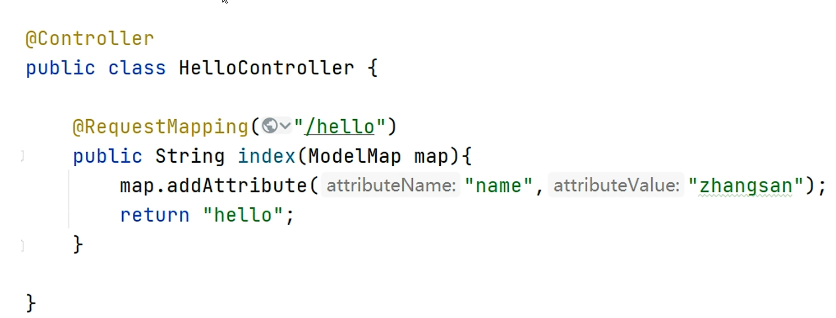 @Controller
public class HelloController {
@RequestMapping("/hello")
public String index(ModelMap map){
map.addAttribute( attributeName: "name", attributeValue: "zhangsan");
return "hello";
}
}